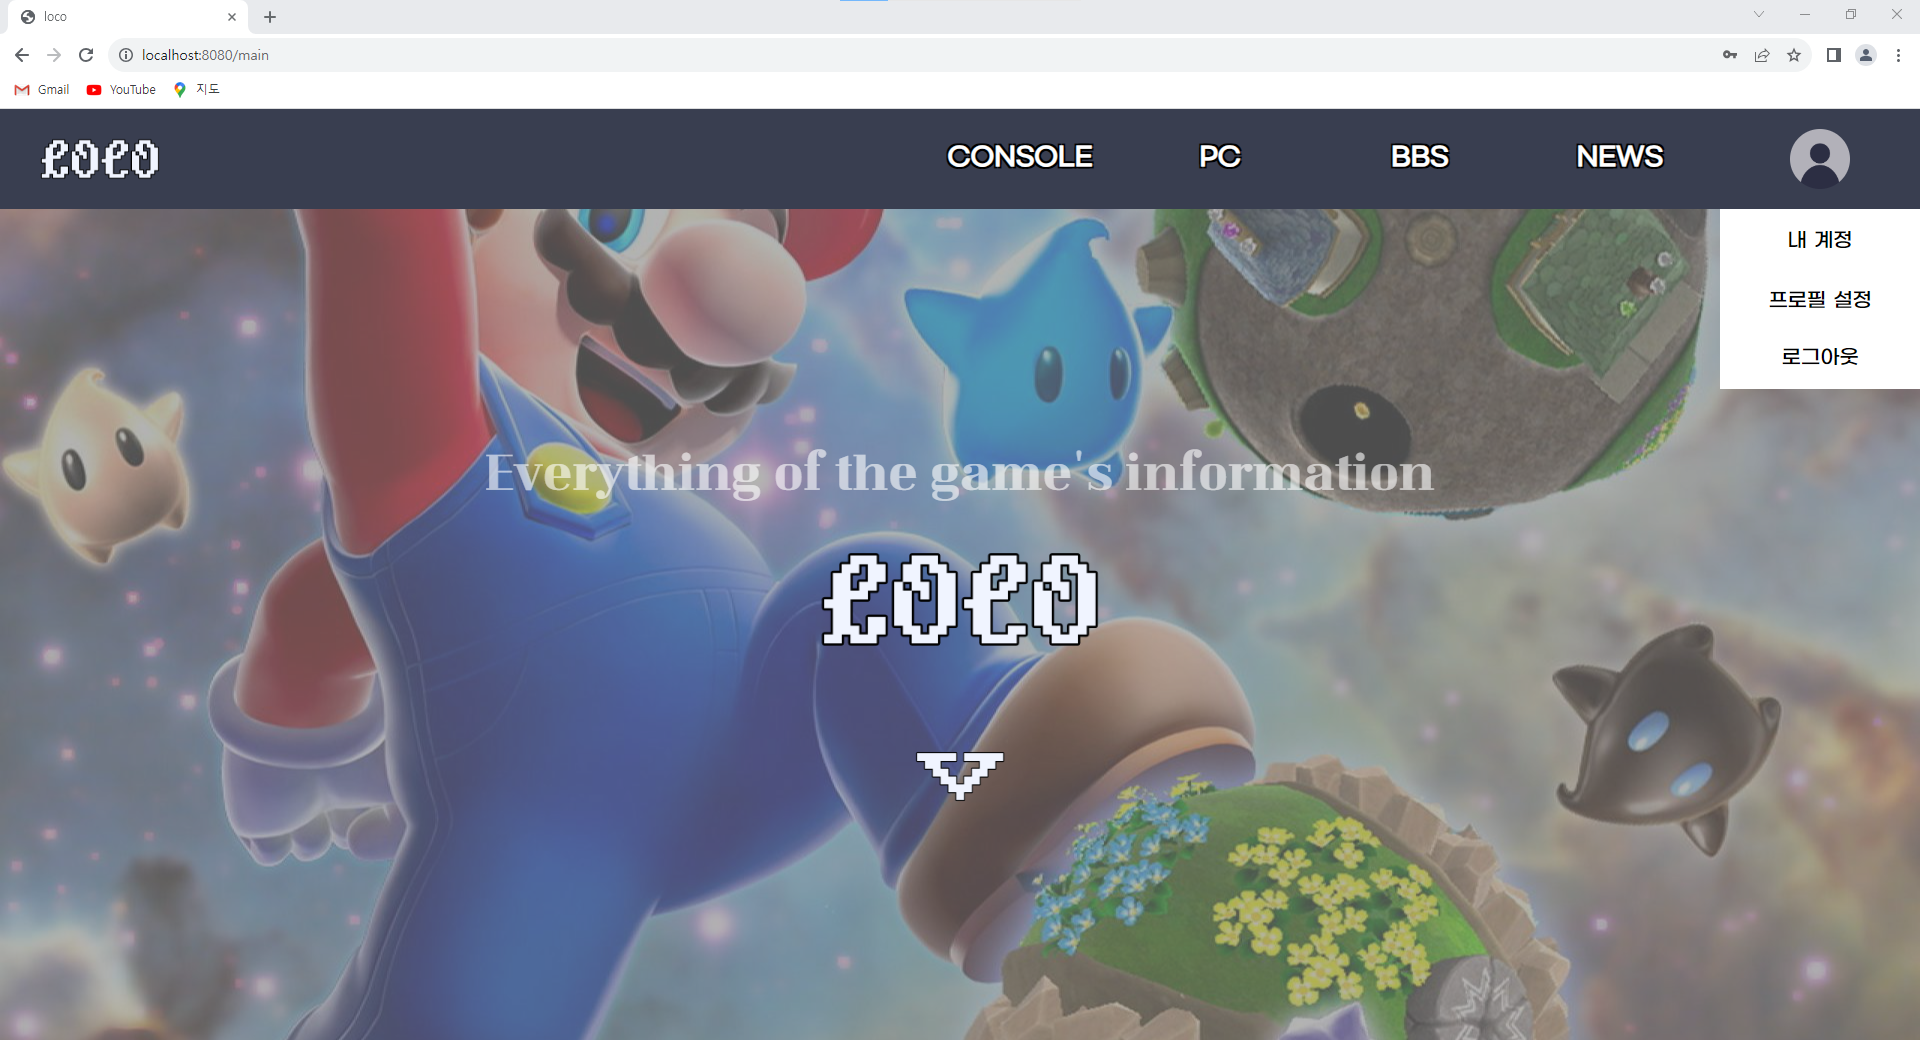 loco
localhost:8080/main
Gmail YouTube 지도
LOCO CONSOLE PC BBS NEWS
내 계정
프로필 설정
로그아웃
Everything of the game's information
LOCO